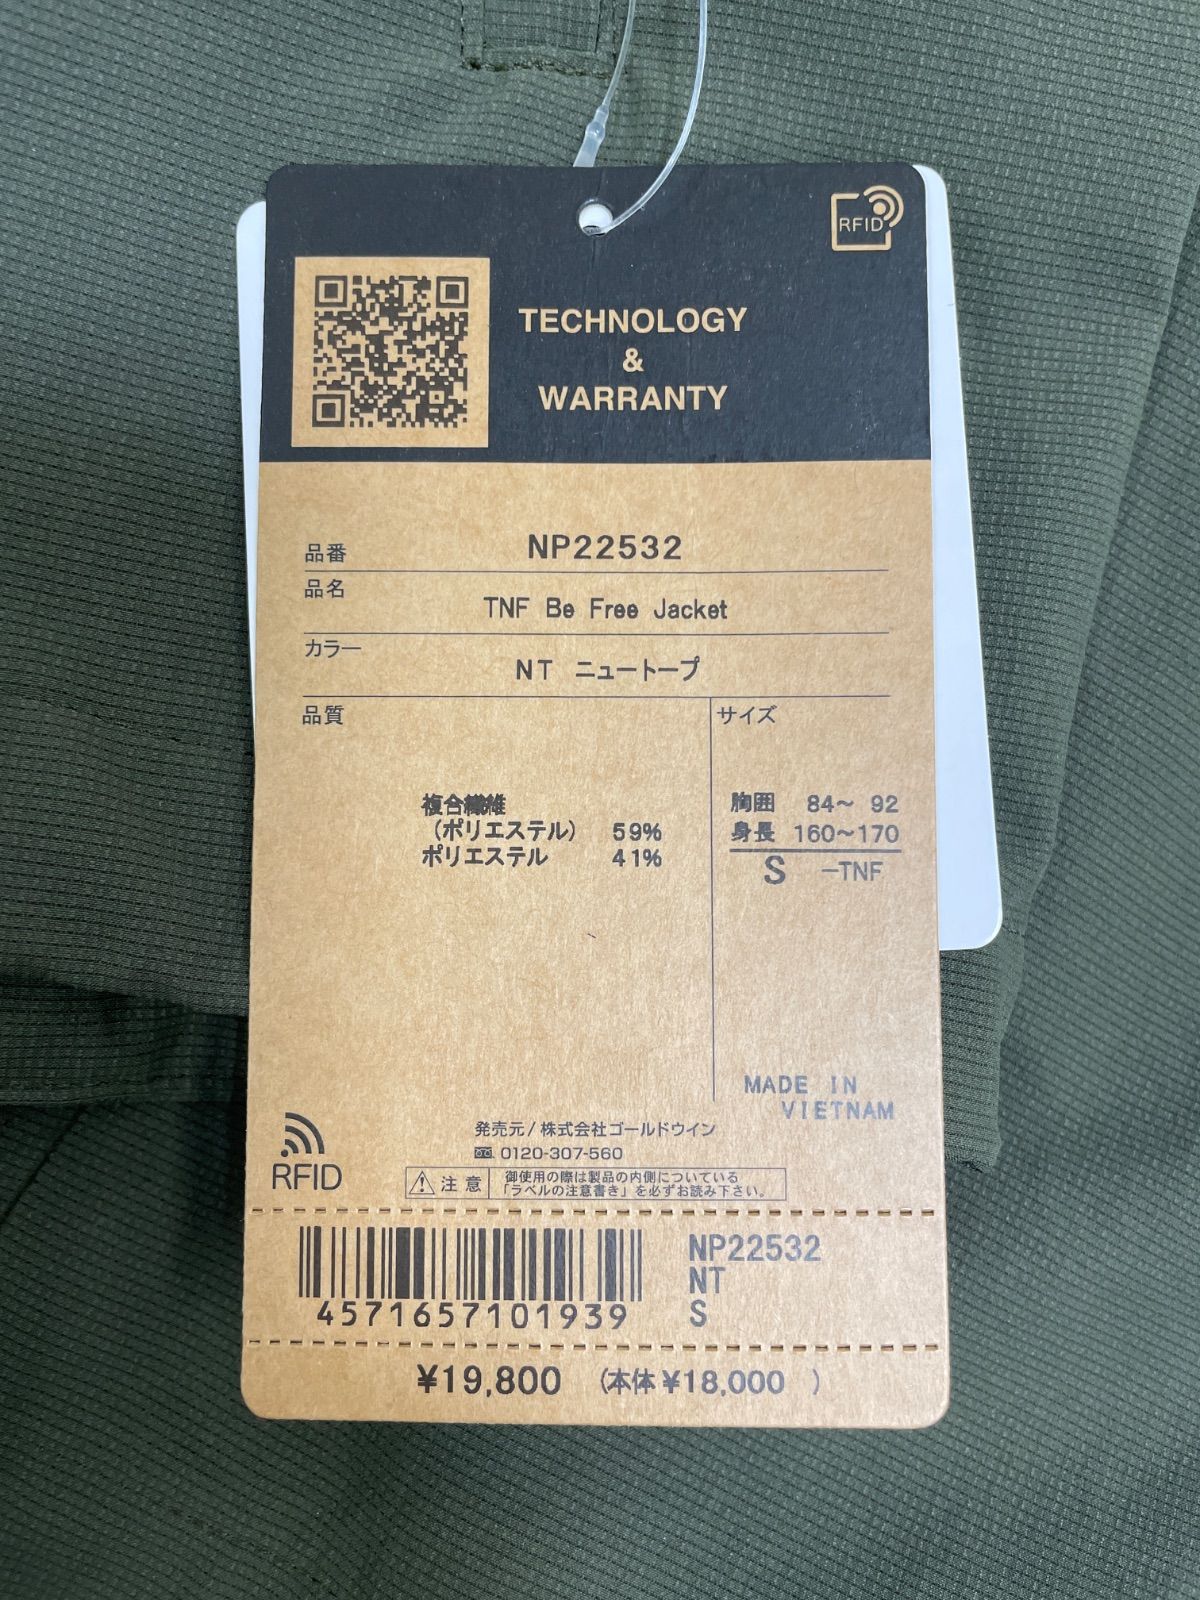 RFID
TECHNOLOGY
&
WARRANTY
品番 NP22532
品名
TNF Be Free Jacket
カラー
NT ニュートープ
品質
複合繊維
(ポリエステル) 59%
ポリエステル 41%
サイズ
胸囲 84～ 92
身長 160～170
S -TNF
MADE IN
VIETNAM
発売元/株式会社ゴールドウイン
0120-307-560
RFID
注意
御使用の際は製品の内側についている
「ラベルの注意書き」を必ずお読み下さい。
4571657101939
NP22532
NT
S
¥19,800 (本体¥18,000 )